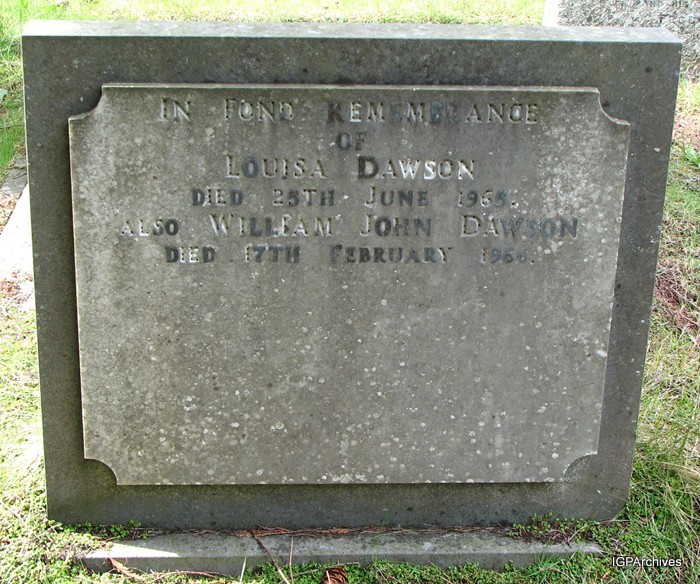 IN FOND REMEMBRANCE
OF
LOUISA DAWSON
DIED 25TH JUNE 1965.
ALSO WILLIAM JOHN DAWSON
DIED 17TH FEBRUARY 1966.
IGPArchives